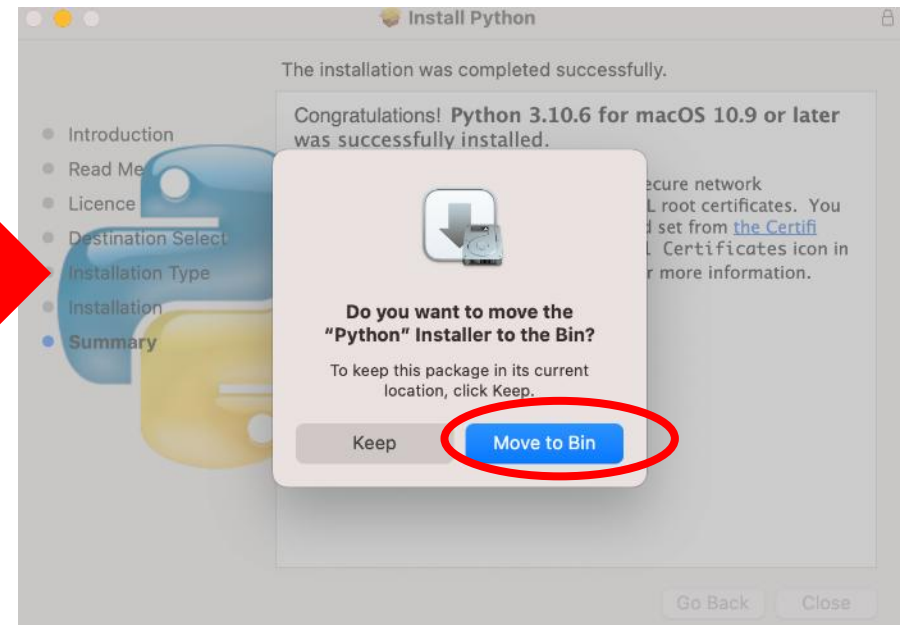 Install Python
The installation was completed successfully.
Introduction
Read Me
Licence
Destination Select
Installation Type
Installation
Summary
Congratulations! Python 3.10.6 for macOS 10.9 or later
was successfully installed.
ecure network
L root certificates. You
d set from the Certifi
l Certificates icon in
r more information.
Do you want to move the
“Python” Installer to the Bin?
To keep this package in its current
location, click Keep.
Keep
Move to Bin
Go Back
Close